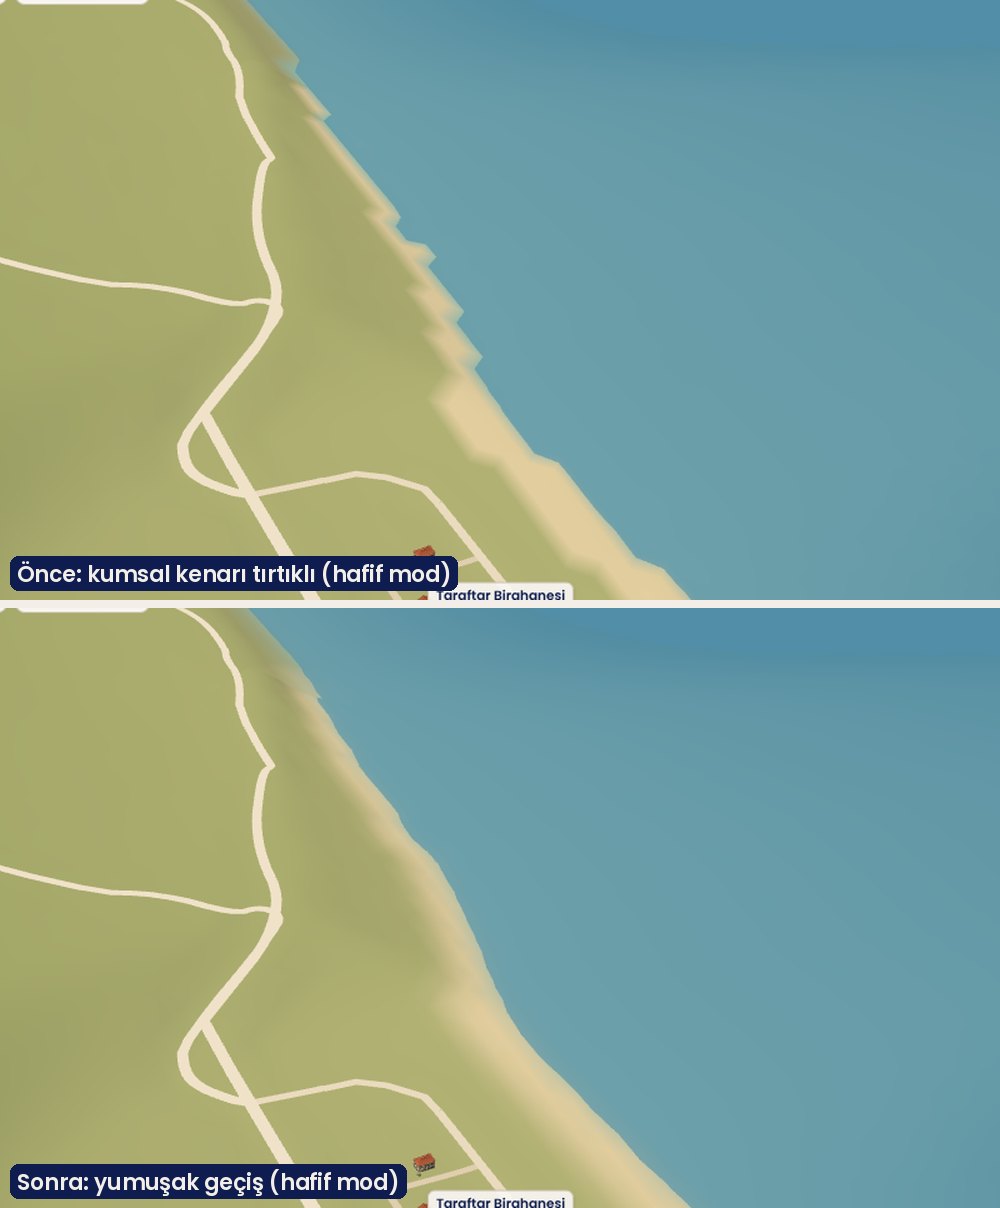 Taraftar Birahanesi
Önce: kumsal kenarı tırtıklı (hafif mod)
Taraftar Birahanesi
Sonra: yumuşak geçiş (hafif mod)